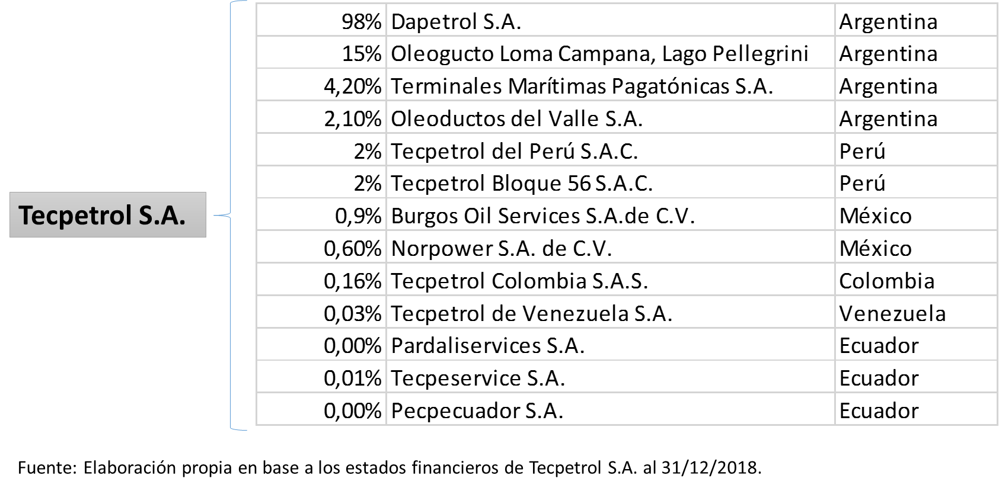 98% Dapetrol S.A. Argentina
15% Oleogucto Loma Campana, Lago Pellegrini Argentina
4,20% Terminales Marítimas Pagatónicas S.A. Argentina
2,10% Oleoductos del Valle S.A. Argentina
2% Tecpetrol del Perú S.A.C. Perú
2% Tecpetrol Bloque 56 S.A.C. Perú
Tecpetrol S.A.
0,9% Burgos Oil Services S.A.de C.V. México
0,60% Norpower S.A. de C.V. México
0,16% Tecpetrol Colombia S.A.S. Colombia
0,03% Tecpetrol de Venezuela S.A. Venezuela
0,00% Pardaliservices S.A. Ecuador
0,01% Tecpeservice S.A. Ecuador
0,00% Pecpecuador S.A. Ecuador
Fuente: Elaboración propia en base a los estados financieros de Tecpetrol S.A. al 31/12/2018.